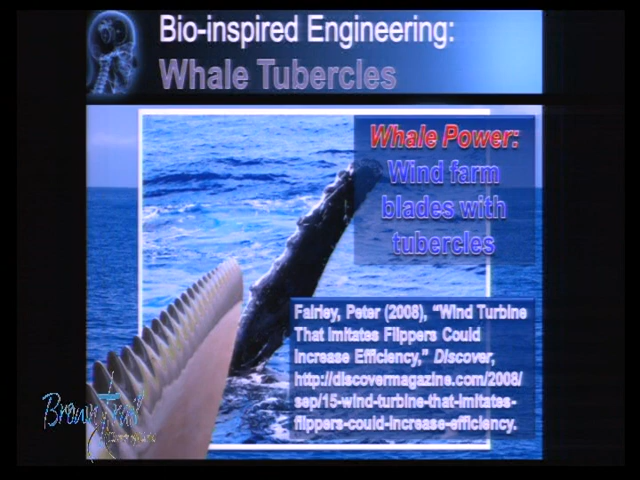 Bio-inspired Engineering:
Whale Tubercles
Whale Power:
Wind farm
blades with
tubercles
Fairley, Peter (2008), “Wind Turbine
That Imitates Flippers Could
Increase Efficiency,” Discover,
http://discovermagazine.com/2008/
sep/15-wind-turbine-that-imitates-
flippers-could-increase-efficiency.
Brown Trail